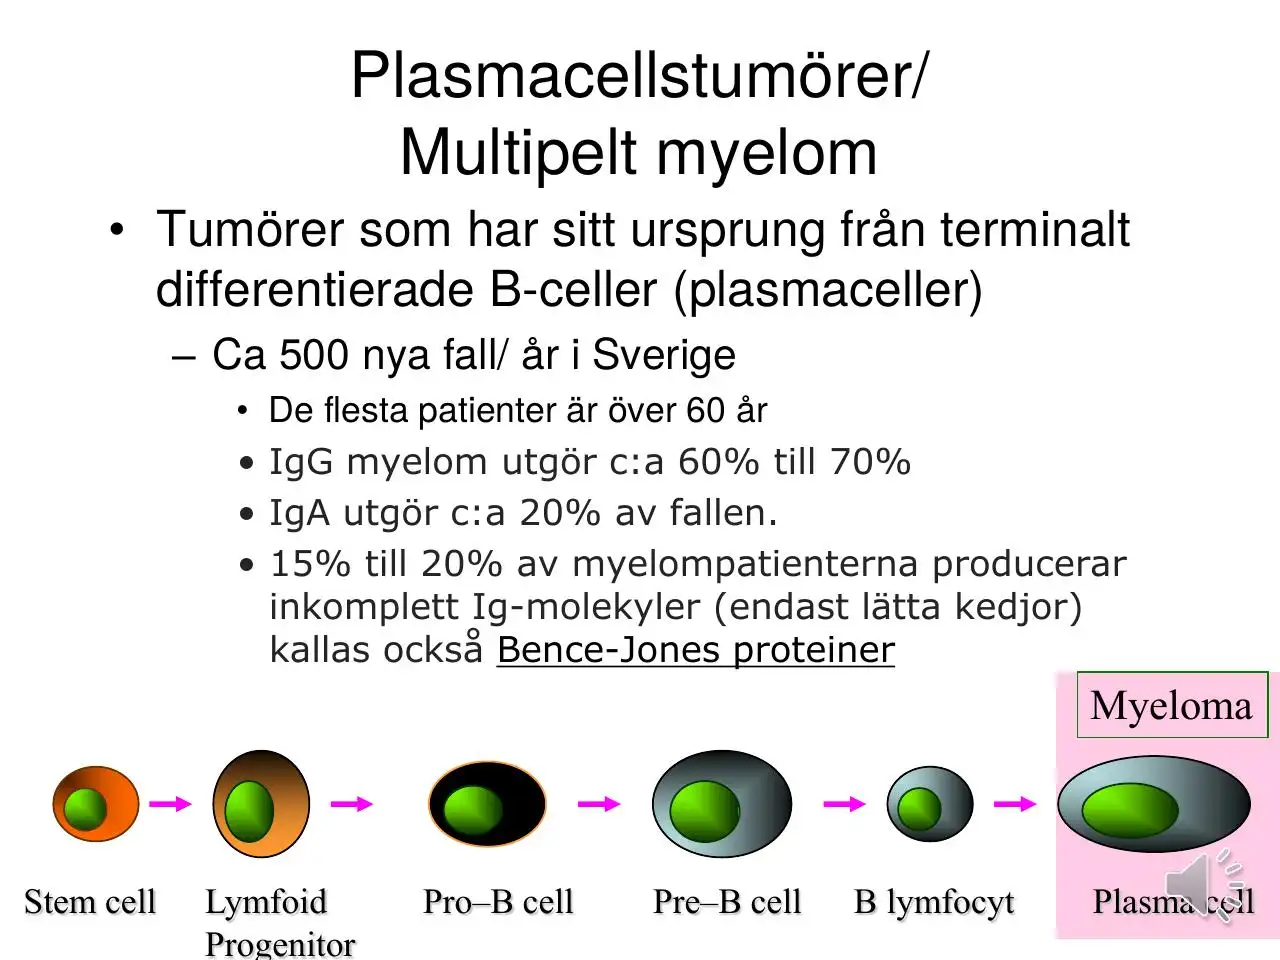 Plasmacellstumörer/
Multipelt myelom
• Tumörer som har sitt ursprung från terminalt
differentierade B-celler (plasmaceller)
– Ca 500 nya fall/ år i Sverige
• De flesta patienter är över 60 år
• IgG myelom utgör c:a 60% till 70%
• IgA utgör c:a 20% av fallen.
• 15% till 20% av myelompatienterna producerar
inkomplett Ig-molekyler (endast lätta kedjor)
kallas också Bence-Jones proteiner
Myeloma
Stem cell
Lymfoid
Progenitor
Pro–B cell
Pre–B cell
B lymfocyt
Plasma cell